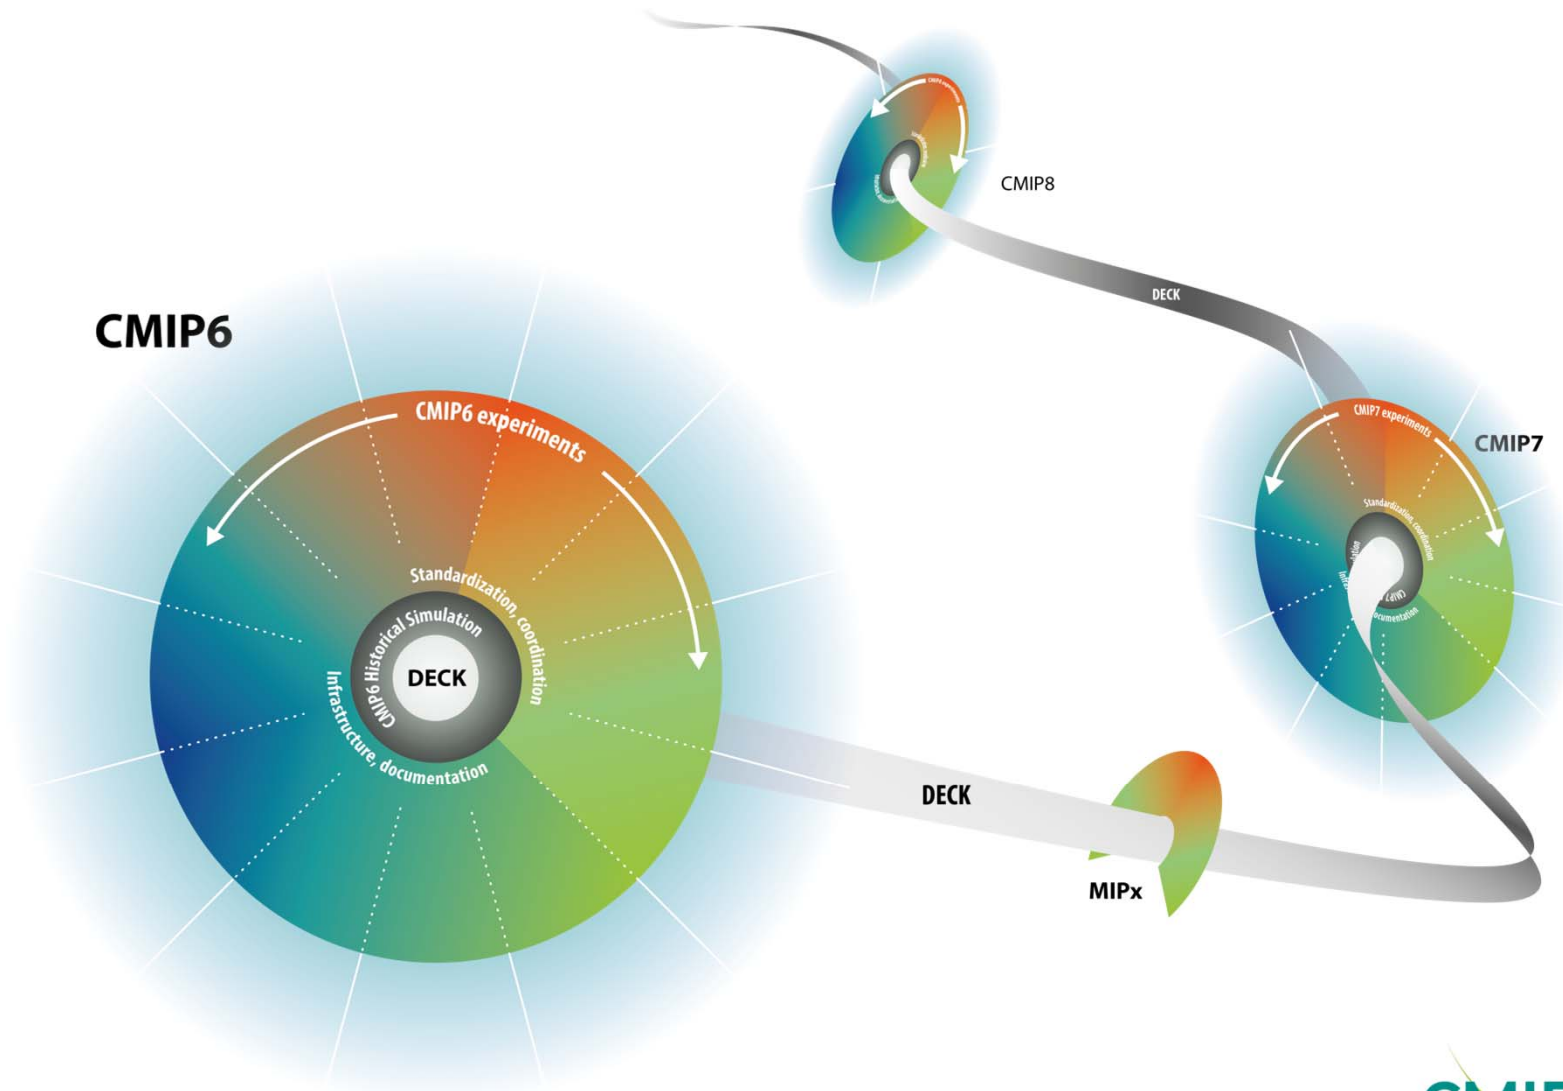 CMIP6
CMIP6 experiments
Standardization, coordination
CMIP6 Historical Simulation
DECK
Infrastructure, documentation
DECK
MIPx
CMIP7
CMIP7 experiments
Standardization, coordination
CMIP7
DECK
CMIP8